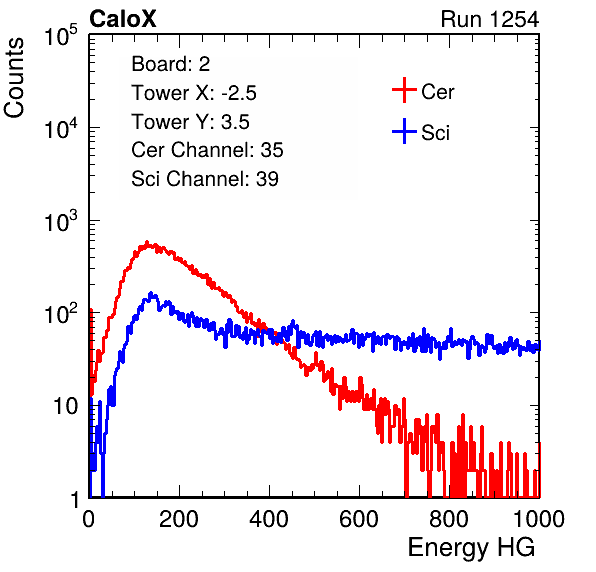 CaloX Run 1254
Counts
Board: 2
Tower X: -2.5
Tower Y: 3.5
Cer Channel: 35
Sci Channel: 39
Cer
Sci
10^5
10^4
10^3
10^2
10
1
0 200 400 600 800 1000
Energy HG